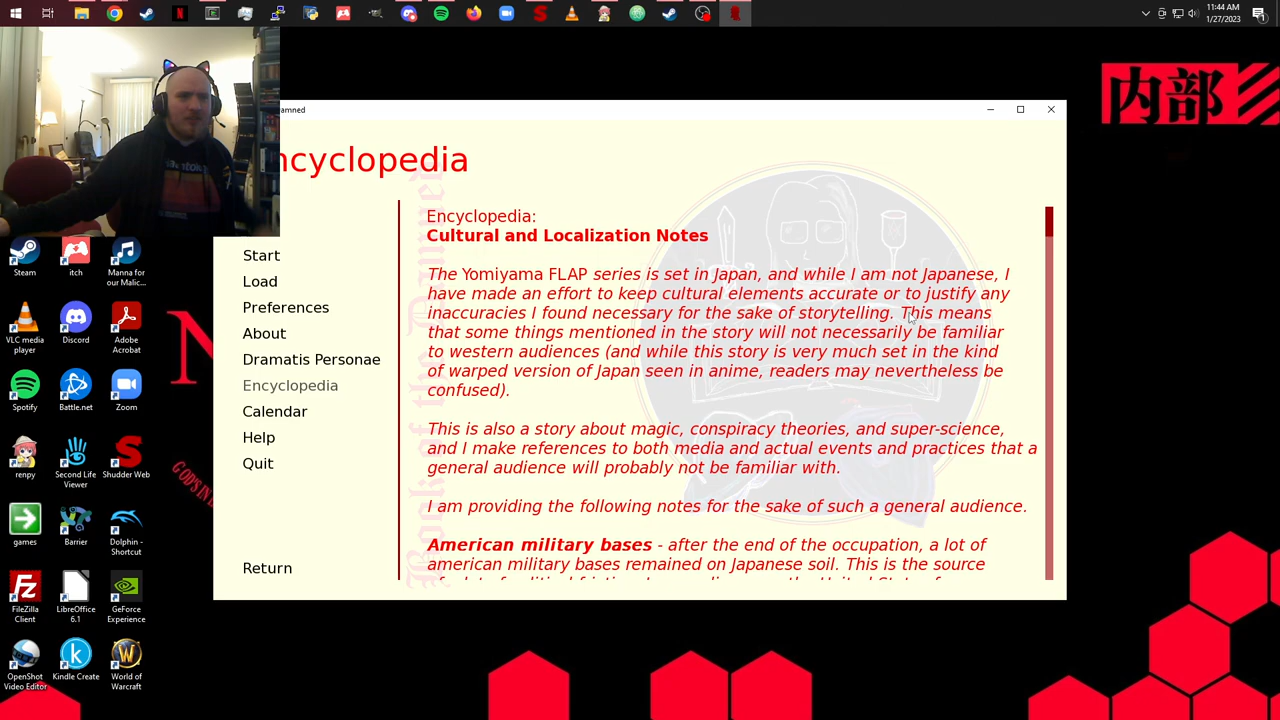 11:44 AM
1/27/2023
内部
amned
ncyclopedia
Start
Load
Preferences
About
Dramatis Personae
Encyclopedia
Calendar
Help
Quit
Return
Encyclopedia:
Cultural and Localization Notes
The Yomiyama FLAP series is set in Japan, and while I am not Japanese, I
have made an effort to keep cultural elements accurate or to justify any
inaccuracies I found necessary for the sake of storytelling. This means
that some things mentioned in the story will not necessarily be familiar
to western audiences (and while this story is very much set in the kind
of warped version of Japan seen in anime, readers may nevertheless be
confused).
This is also a story about magic, conspiracy theories, and super-science,
and I make references to both media and actual events and practices that a
general audience will probably not be familiar with.
I am providing the following notes for the sake of such a general audience.
American military bases - after the end of the occupation, a lot of
american military bases remained on Japanese soil. This is the source
Book of the Damned
Steam
itch
Manna for
our Malic...
VLC media
player
Discord
Adobe
Acrobat
Spotify
Battle.net
Zoom
renpy
Second Life
Viewer
Shudder Web
games
Barrier
Dolphin -
Shortcut
FileZilla
Client
LibreOffice
6.1
GeForce
Experience
OpenShot
Video Editor
Kindle Create
World of
Warcraft
N
GOD'S IN